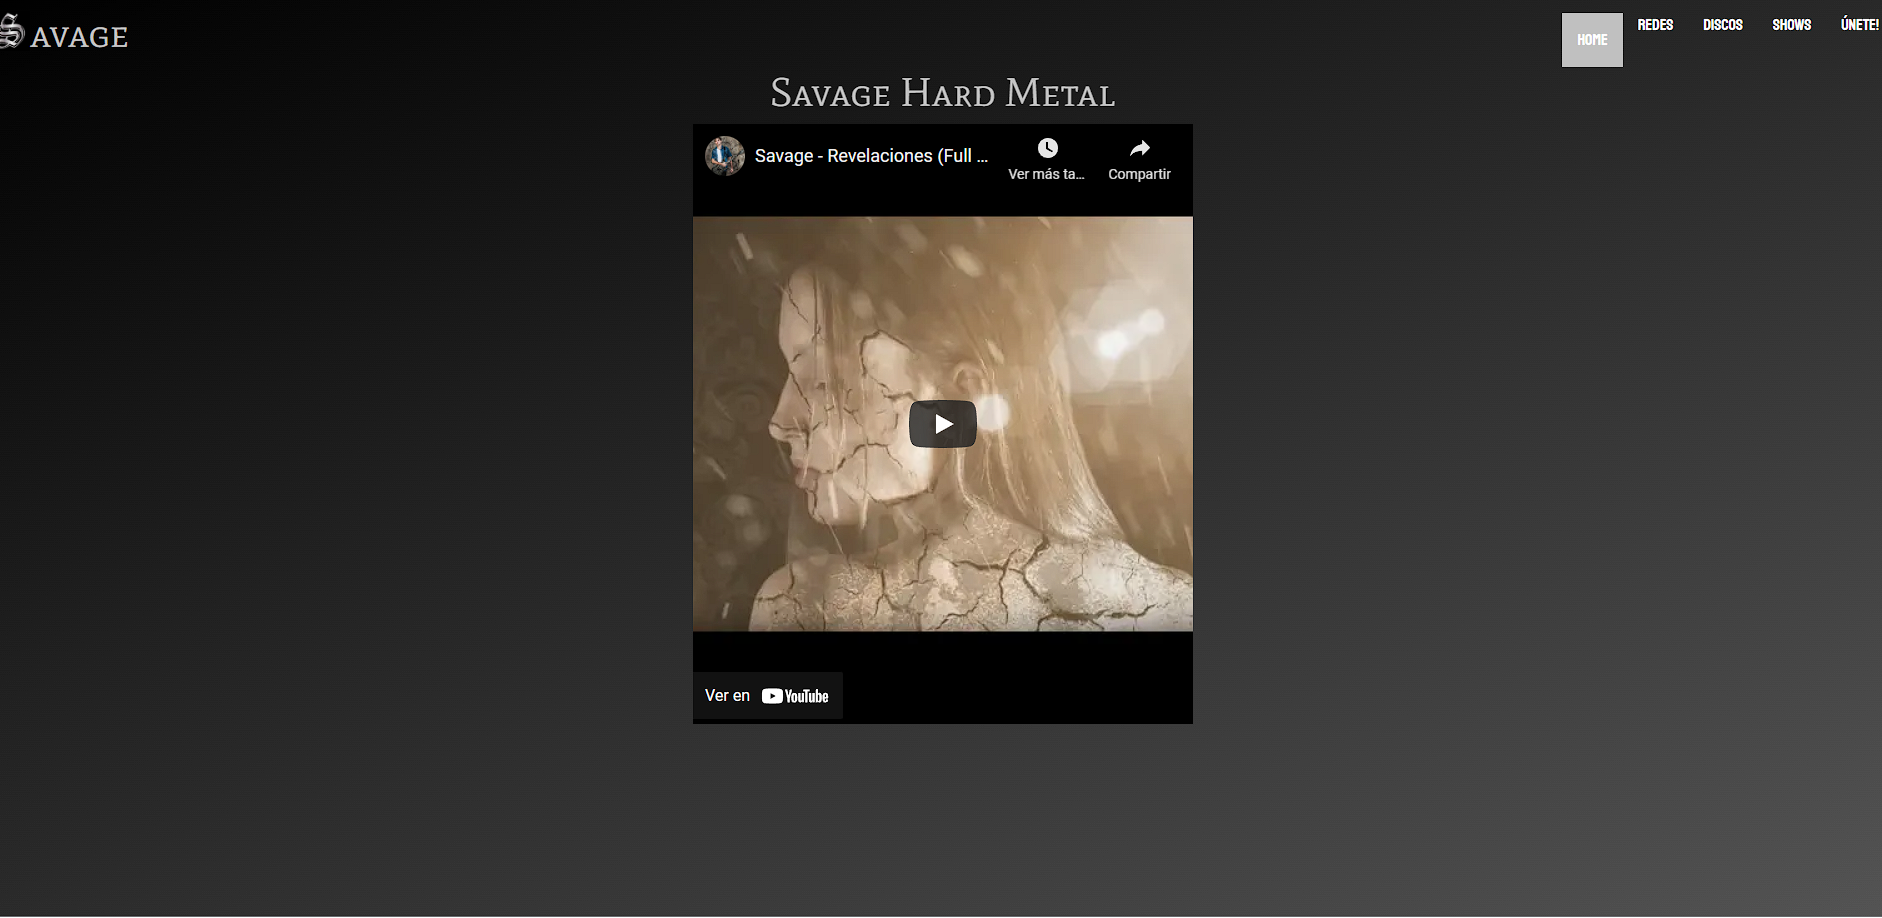 SAVAGE
HOME REDES DISCOS SHOWS ÚNETE!
Savage Hard Metal
Savage - Revelaciones (Full ...
Ver más ta...
Compartir
Ver en YouTube